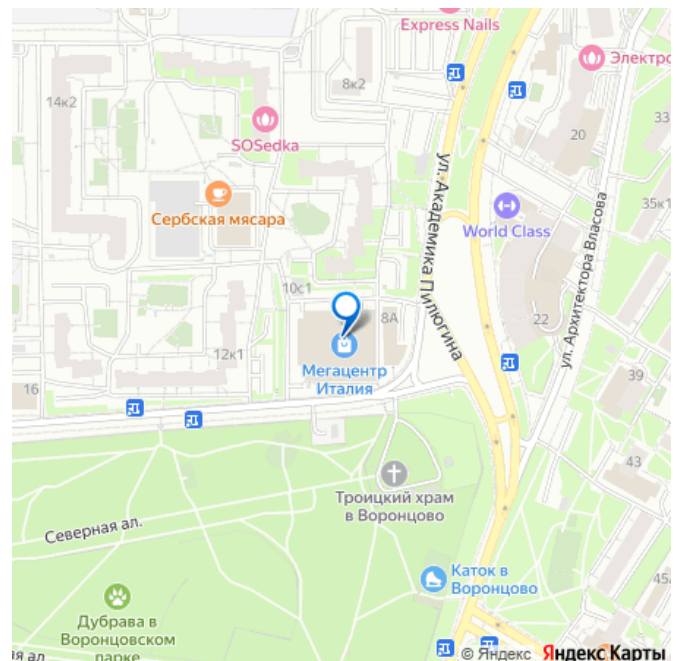 Express Nails
Электро
8к2
14к2
33
20
SOSedka
ул. Академика Пилюгина
35к1
Сербская мясара
World Class
ул. Архитектора Власова
10с1
8А
22
12к1
Мегацентр
Италия
16
39
43
Троицкий храм
в Воронцово
Северная ал.
Каток в
Воронцово
45
Дубрава в
Воронцовском
парке
я ал.
© Яндекс Яндекс Карты